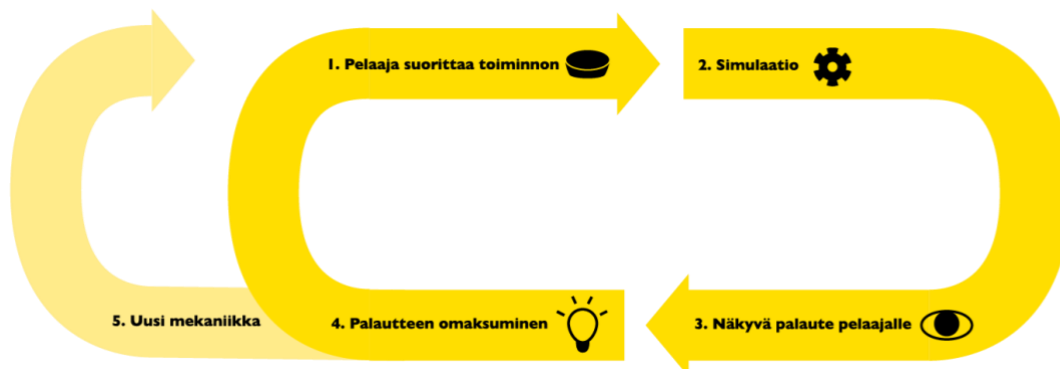 1. Pelaaja suorittaa toiminnon
2. Simulaatio
3. Näkyvä palaute pelaajalle
4. Palautteen omaksuminen
5. Uusi mekaniikka